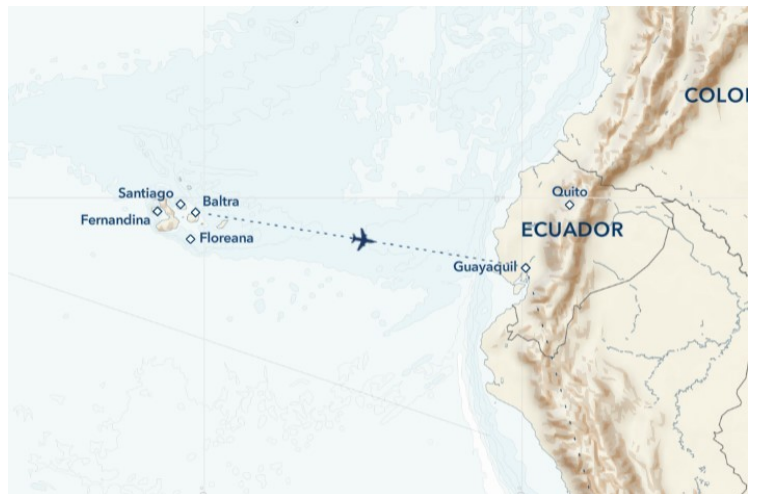 COLO
Santiago
Baltra
Quito
Fernandina
ECUADOR
Floreana
Guayaquil